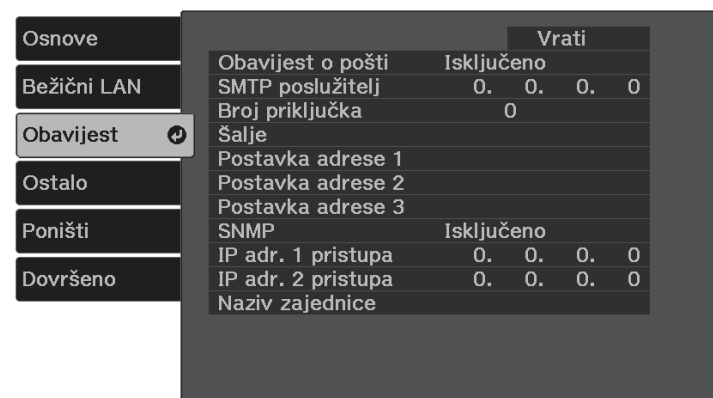 Osnove
Bežični LAN
Obavijest
Ostalo
Poništi
Dovršeno
Vrati
Obavijest o pošti Isključeno
SMTP poslužitelj 0. 0. 0. 0
Broj priključka 0
Šalje
Postavka adrese 1
Postavka adrese 2
Postavka adrese 3
SNMP Isključeno
IP adr. 1 pristupa 0. 0. 0. 0
IP adr. 2 pristupa 0. 0. 0. 0
Naziv zajednice